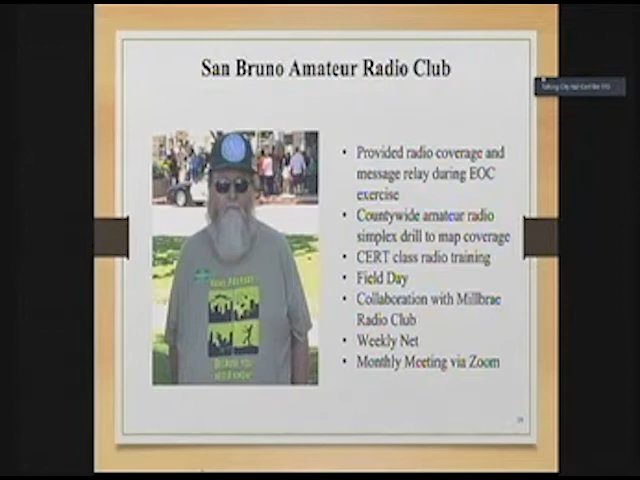 San Bruno Amateur Radio Club
• Provided radio coverage and
message relay during EOC
exercise
• Countywide amateur radio
simplex drill to map coverage
• CERT class radio training
• Field Day
• Collaboration with Millbrae
Radio Club
• Weekly Net
• Monthly Meeting via Zoom